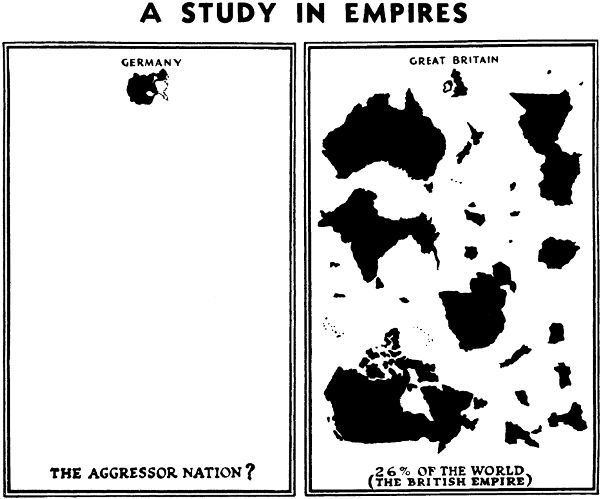 A STUDY IN EMPIRES
GERMANY
THE AGGRESSOR NATION?
GREAT BRITAIN
26% OF THE WORLD
(THE BRITISH EMPIRE)